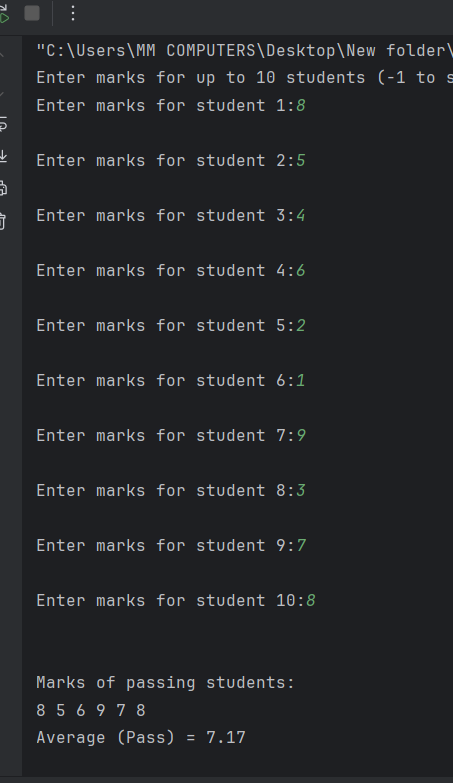 "C:\Users\MM COMPUTERS\Desktop\New folder\
Enter marks for up to 10 students (-1 to s
Enter marks for student 1:8
Enter marks for student 2:5
Enter marks for student 3:4
Enter marks for student 4:6
Enter marks for student 5:2
Enter marks for student 6:1
Enter marks for student 7:9
Enter marks for student 8:3
Enter marks for student 9:7
Enter marks for student 10:8
Marks of passing students:
8 5 6 9 7 8
Average (Pass) = 7.17